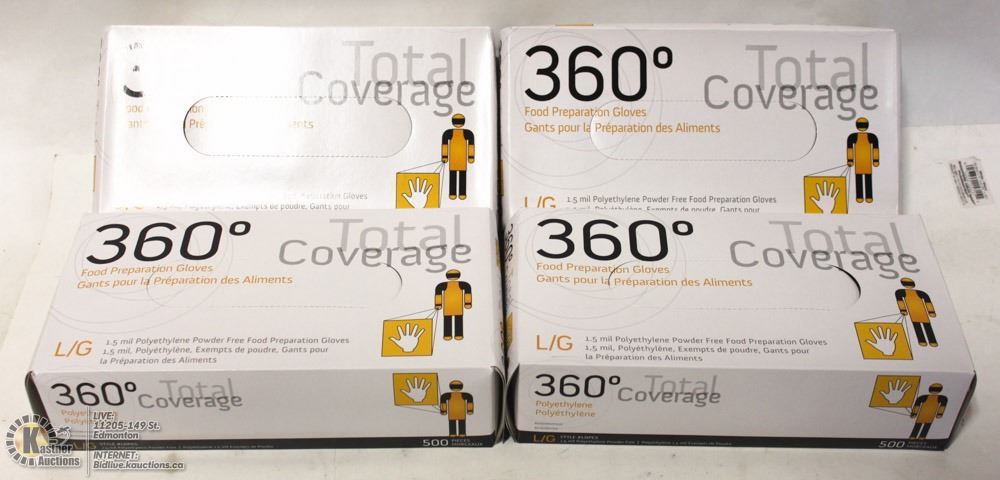 Total
Coverage
360°
Total
Coverage
Food Preparation Gloves
Gants pour la Préparation des Aliments
L/G
Exempts de poudre, Gants pour
L/G
1.5 mil Polyethylene Powder Free Food Preparation Gloves
360°
Total
Coverage
Food Preparation Gloves
Gants pour la Préparation des Aliments
L/G
1.5 mil Polyethylene Powder Free Food Preparation Gloves
1.5 mil, Polyéthylène, Exempts de poudre, Gants pour
la Préparation des Aliments
360°
Total
Coverage
500 PIECES
MORCEAUX
360°
Total
Coverage
Food Preparation Gloves
Gants pour la Préparation des Aliments
L/G
1.5 mil Polyethylene Powder Free Food Preparation Gloves
1.5 mil, Polyéthylène, Exempts de poudre, Gants pour
la Préparation des Aliments
360°
Total
Coverage
Polyethylene
Polyéthylène
L/G
500 PIECES
MORCEAUX
Kastner
Auctions
LIVE:
11205-149 St.
Edmonton
INTERNET:
Bidlive.kauctions.ca